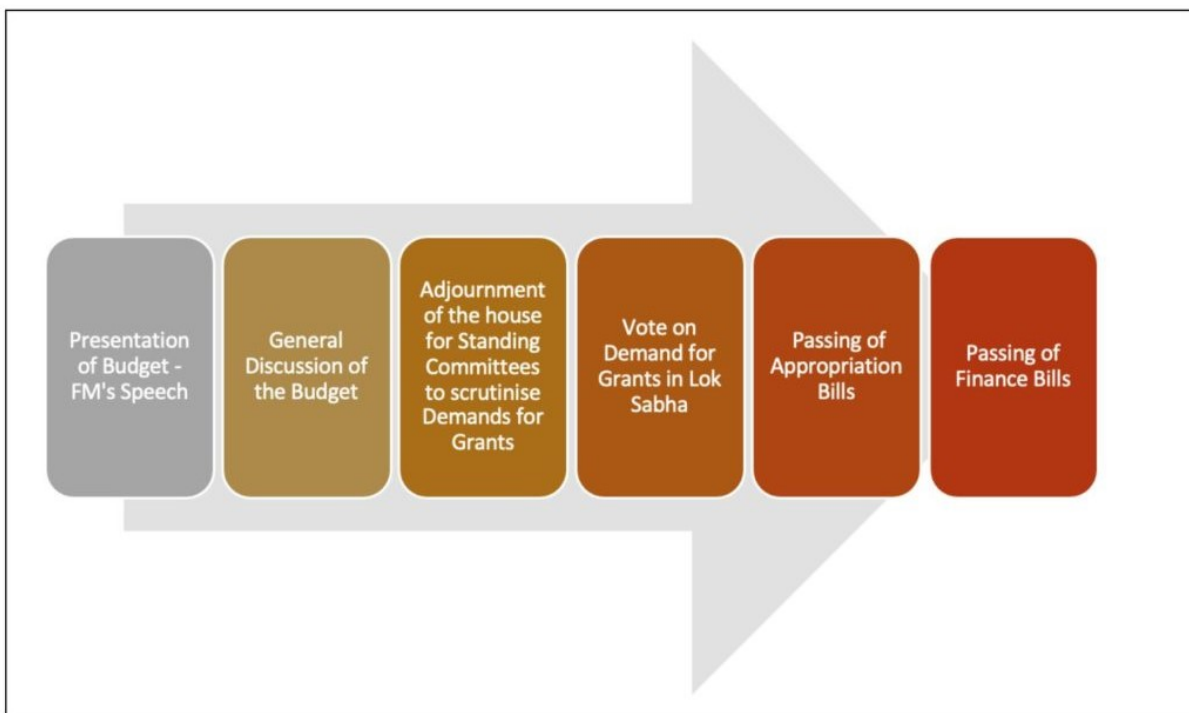 Presentation
of Budget -
FM's Speech
General
Discussion of
the Budget
Adjournment
of the house
for Standing
Committees
to scrutinise
Demands for
Grants
Vote on
Demand for
Grants in Lok
Sabha
Passing of
Appropriation
Bills
Passing of
Finance Bills